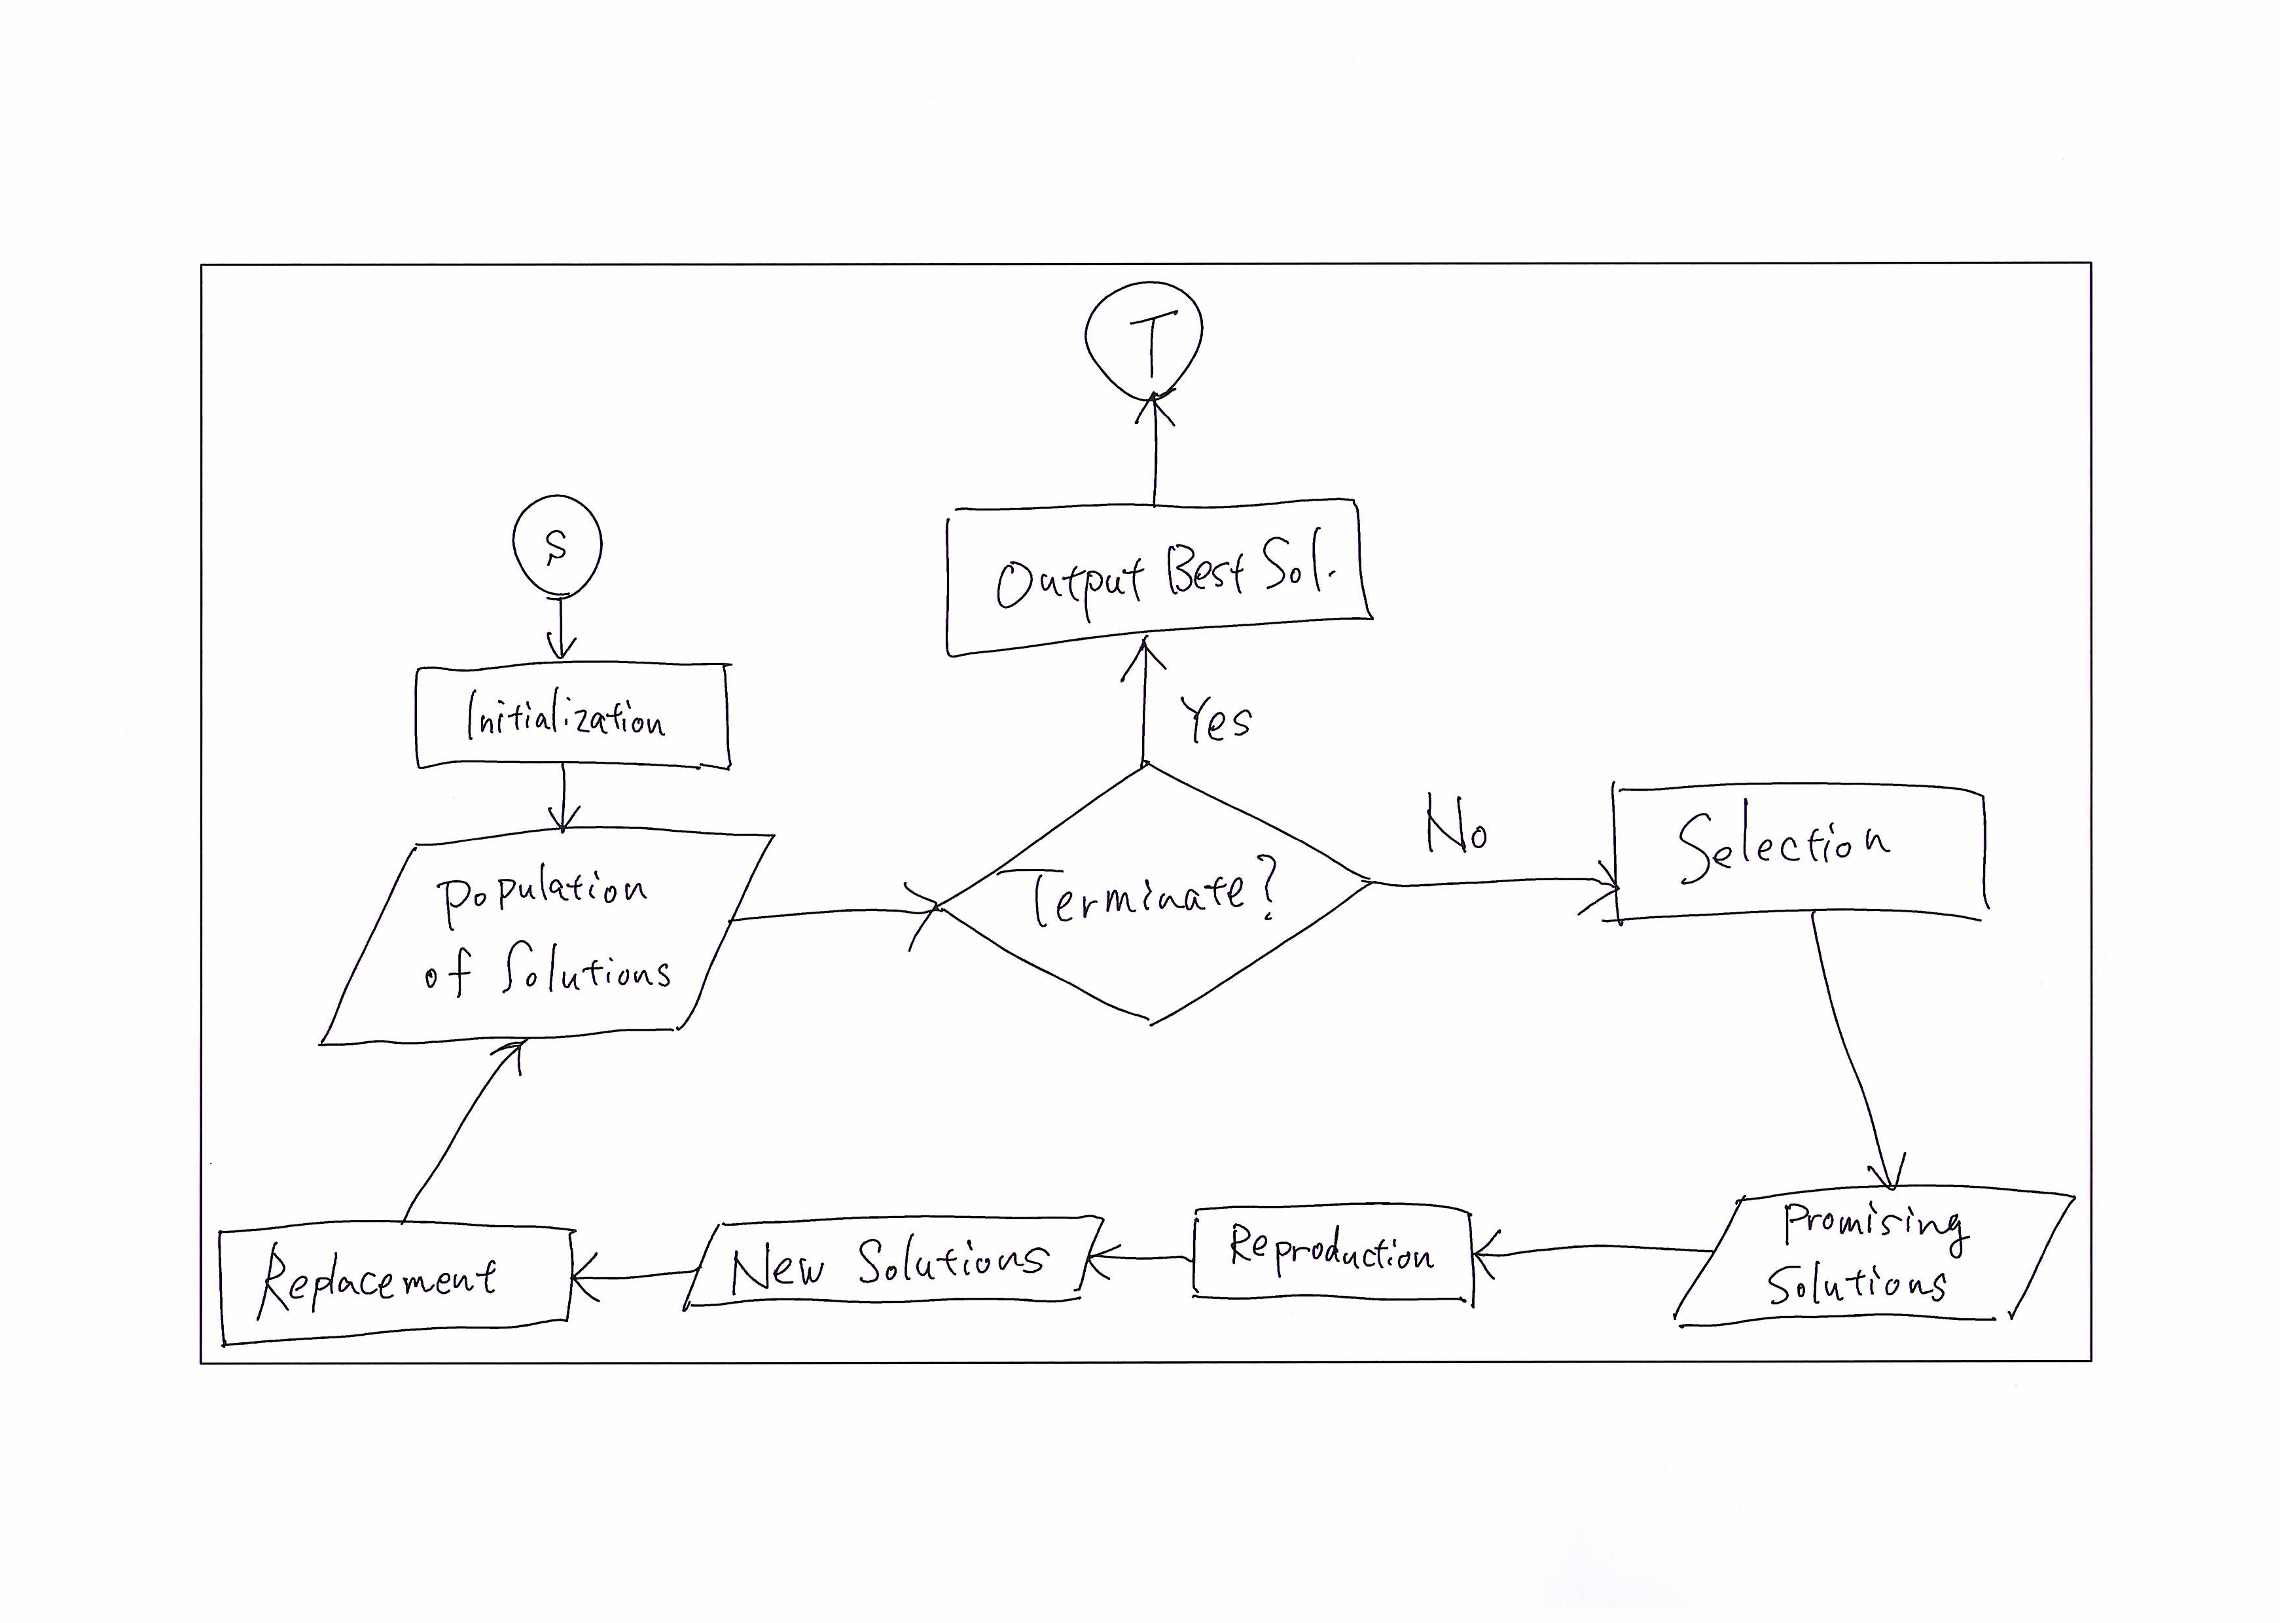 T
S
Output Best Sol.
Initialization
Yes
No
Selection
Population
of Solutions
Terminate?
Promising
Solutions
Reproduction
New Solutions
Replacement